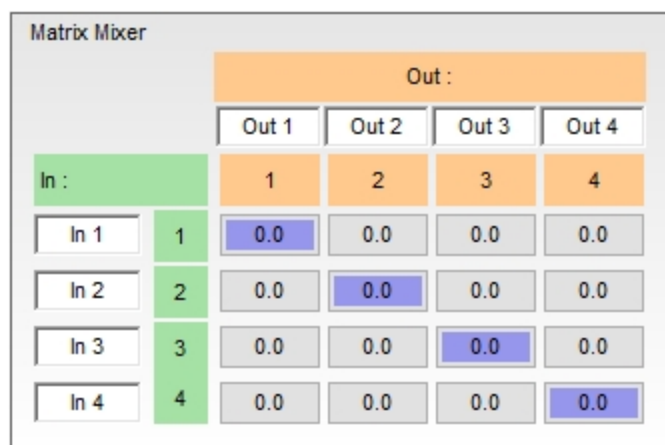 Matrix Mixer
Out :
Out 1 Out 2 Out 3 Out 4
In : 1 2 3 4
In 1 1 0.0 0.0 0.0 0.0
In 2 2 0.0 0.0 0.0 0.0
In 3 3 0.0 0.0 0.0 0.0
In 4 4 0.0 0.0 0.0 0.0